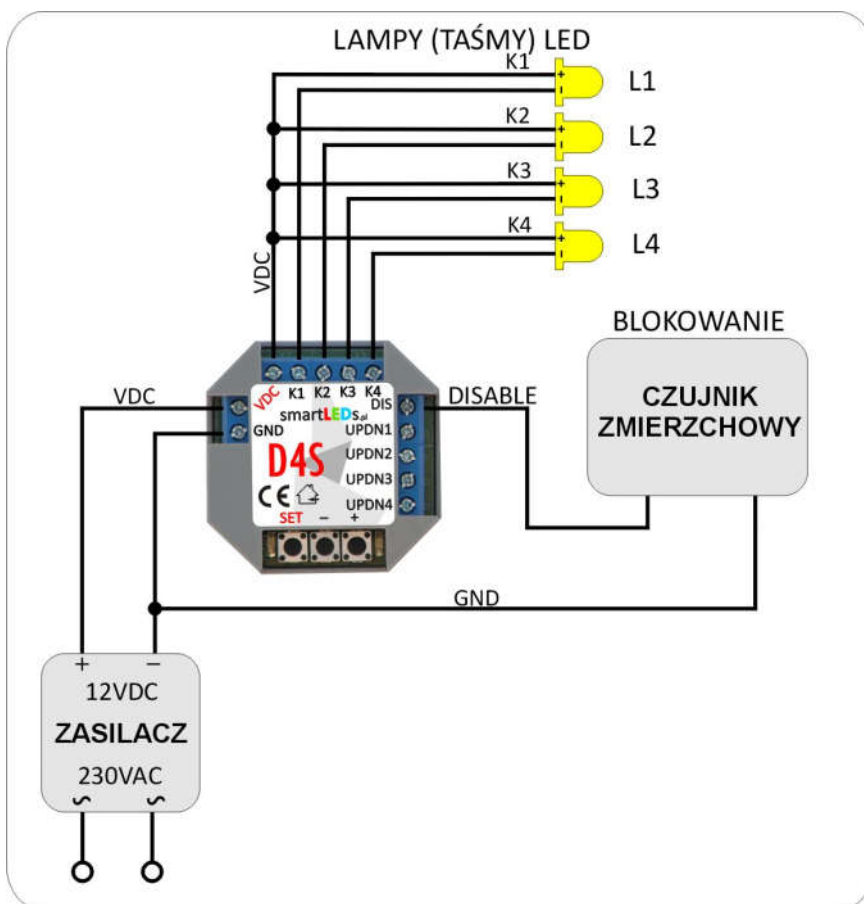 LAMPY (TAŚMY) LED
K1
+
-
L1
K2
+
-
L2
K3
+
-
L3
K4
+
-
L4
VDC
BLOKOWANIE
CZUJNIK
ZMIERZCHOWY
VDC
DISABLE
VDC K1 K2 K3 K4
DIS
smartLEDs.pl
GND
UPDN1
D4S
UPDN2
UPDN3
CE
UPDN4
SET - +
GND
+ −
12VDC
ZASILACZ
230VAC
~ ~